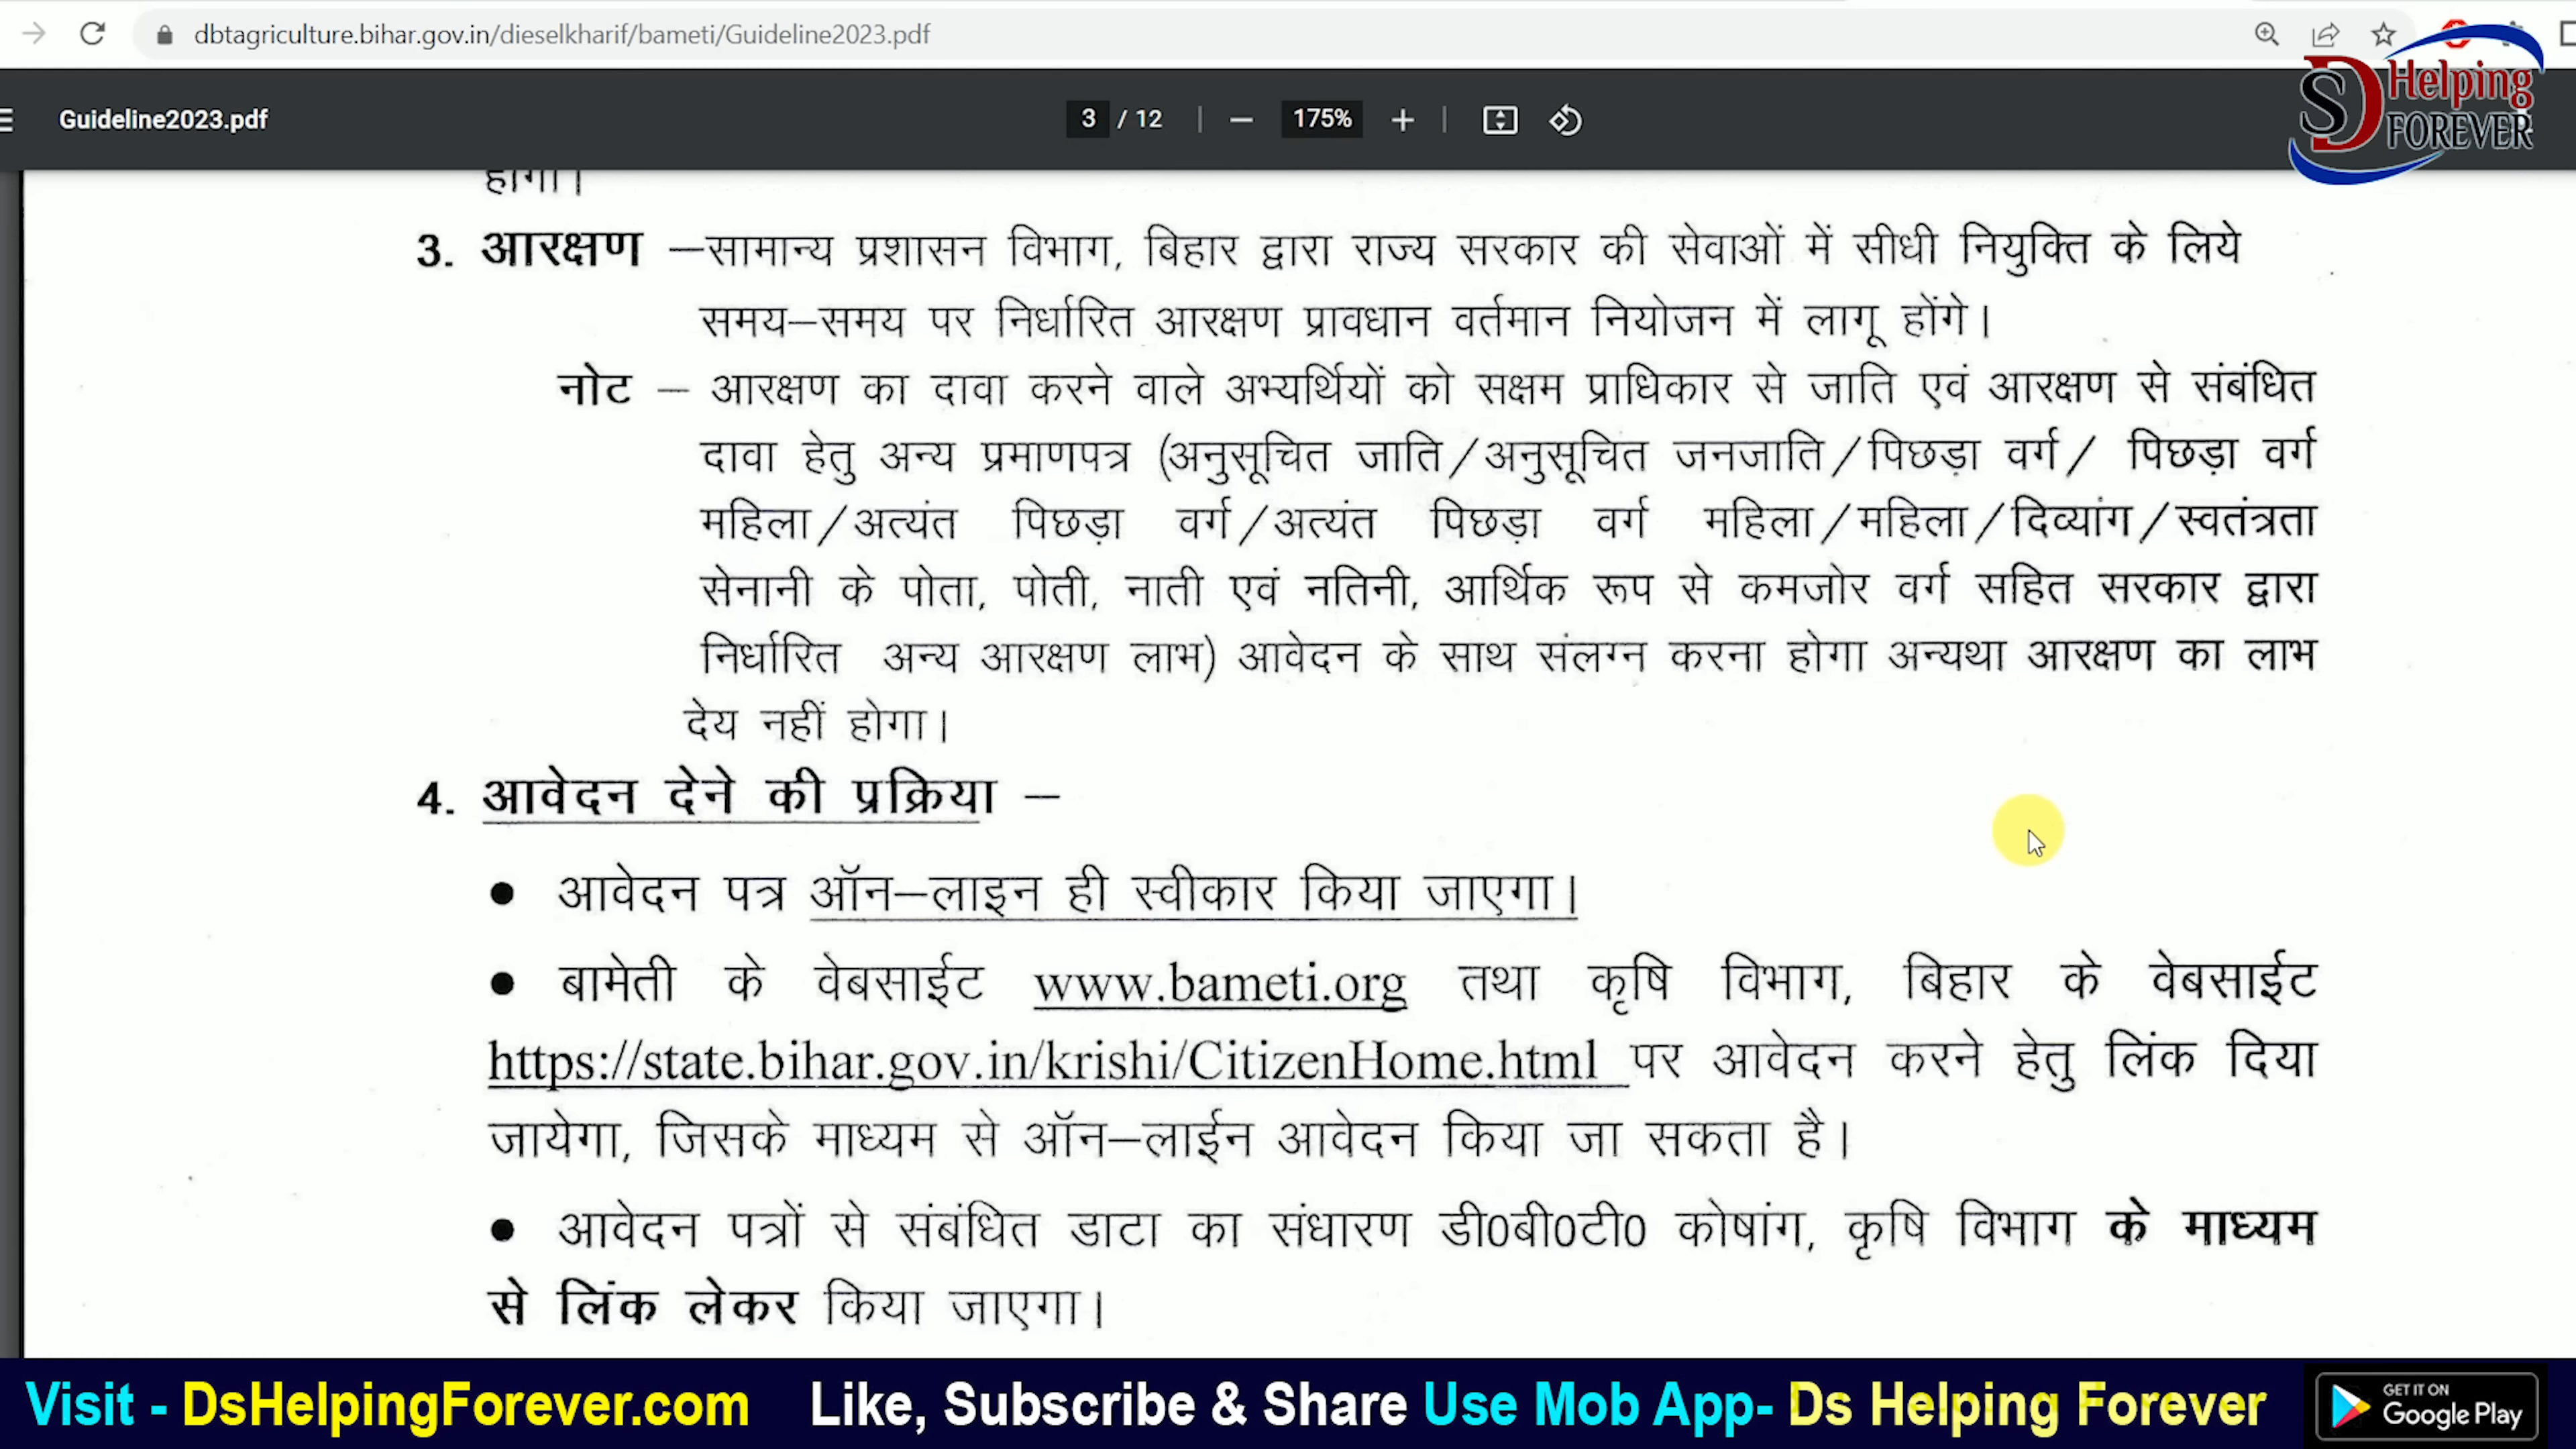 dbtagriculture.bihar.gov.in/dieselkharif/bameti/Guideline2023.pdf
SD Helping
FOREVER
Guideline2023.pdf
3 / 12
175%
होगा।
3. आरक्षण –सामान्य प्रशासन विभाग, बिहार द्वारा राज्य सरकार की सेवाओं में सीधी नियुक्ति के लिये
समय–समय पर निर्धारित आरक्षण प्रावधान वर्तमान नियोजन में लागू होंगे।
नोट – आरक्षण का दावा करने वाले अभ्यर्थियों को सक्षम प्राधिकार से जाति एवं आरक्षण से संबंधित
दावा हेतु अन्य प्रमाणपत्र (अनुसूचित जाति/अनुसूचित जनजाति/पिछड़ा वर्ग/ पिछड़ा वर्ग
महिला/अत्यंत पिछड़ा वर्ग/अत्यंत पिछड़ा वर्ग महिला/महिला/दिव्यांग/स्वतंत्रता
सेनानी के पोता, पोती, नाती एवं नतिनी, आर्थिक रूप से कमजोर वर्ग सहित सरकार द्वारा
निर्धारित अन्य आरक्षण लाभ) आवेदन के साथ संलग्न करना होगा अन्यथा आरक्षण का लाभ
देय नहीं होगा।
4. आवेदन देने की प्रक्रिया –
● आवेदन पत्र ऑन–लाइन ही स्वीकार किया जाएगा।
● बामेती के वेबसाईट www.bameti.org तथा कृषि विभाग, बिहार के वेबसाईट
https://state.bihar.gov.in/krishi/CitizenHome.html पर आवेदन करने हेतु लिंक दिया
जायेगा, जिसके माध्यम से ऑन–लाईन आवेदन किया जा सकता है।
● आवेदन पत्रों से संबंधित डाटा का संधारण डी0बी0टी0 कोषांग, कृषि विभाग के माध्यम
से लिंक लेकर किया जाएगा।
Visit - DsHelpingForever.com Like, Subscribe & Share Use Mob App- Ds Helping Forever
GET IT ON
Google Play